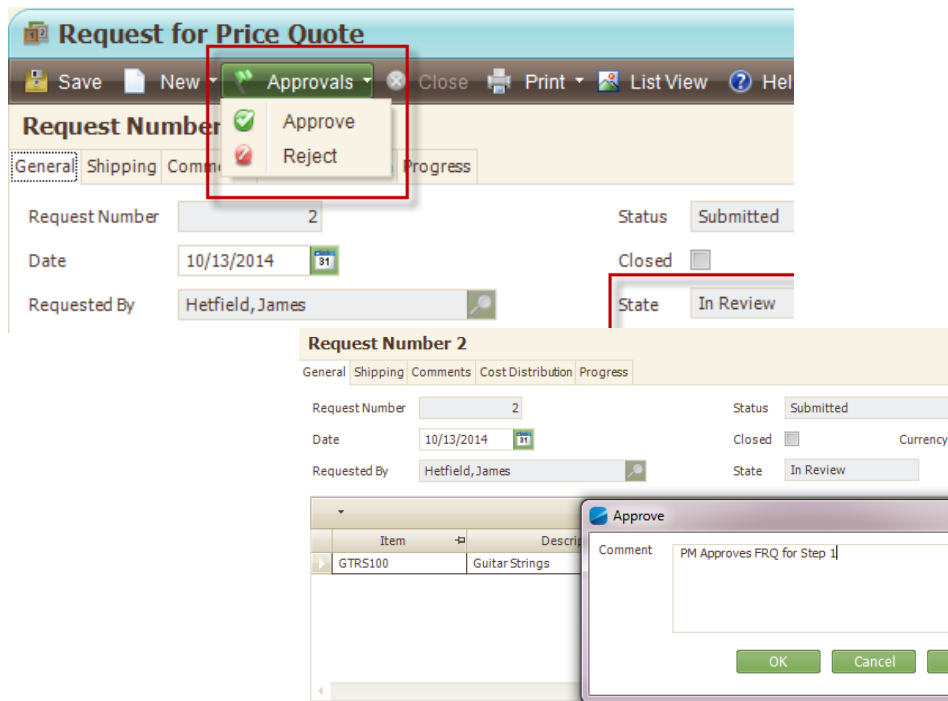 Request for Price Quote
Save New Approvals Close Print List View Hel
Request Number
Approve
Reject
General Shipping Comme Progress
Request Number 2 Status Submitted
Date 10/13/2014 31 Closed
Requested By Hetfield, James State In Review
Request Number 2
General Shipping Comments Cost Distribution Progress
Request Number 2 Status Submitted
Date 10/13/2014 31 Closed Currency
Requested By Hetfield, James State In Review
Approve
Item Descrip
Comment PM Approves FRQ for Step 1
GTRS100 Guitar Strings
OK Cancel